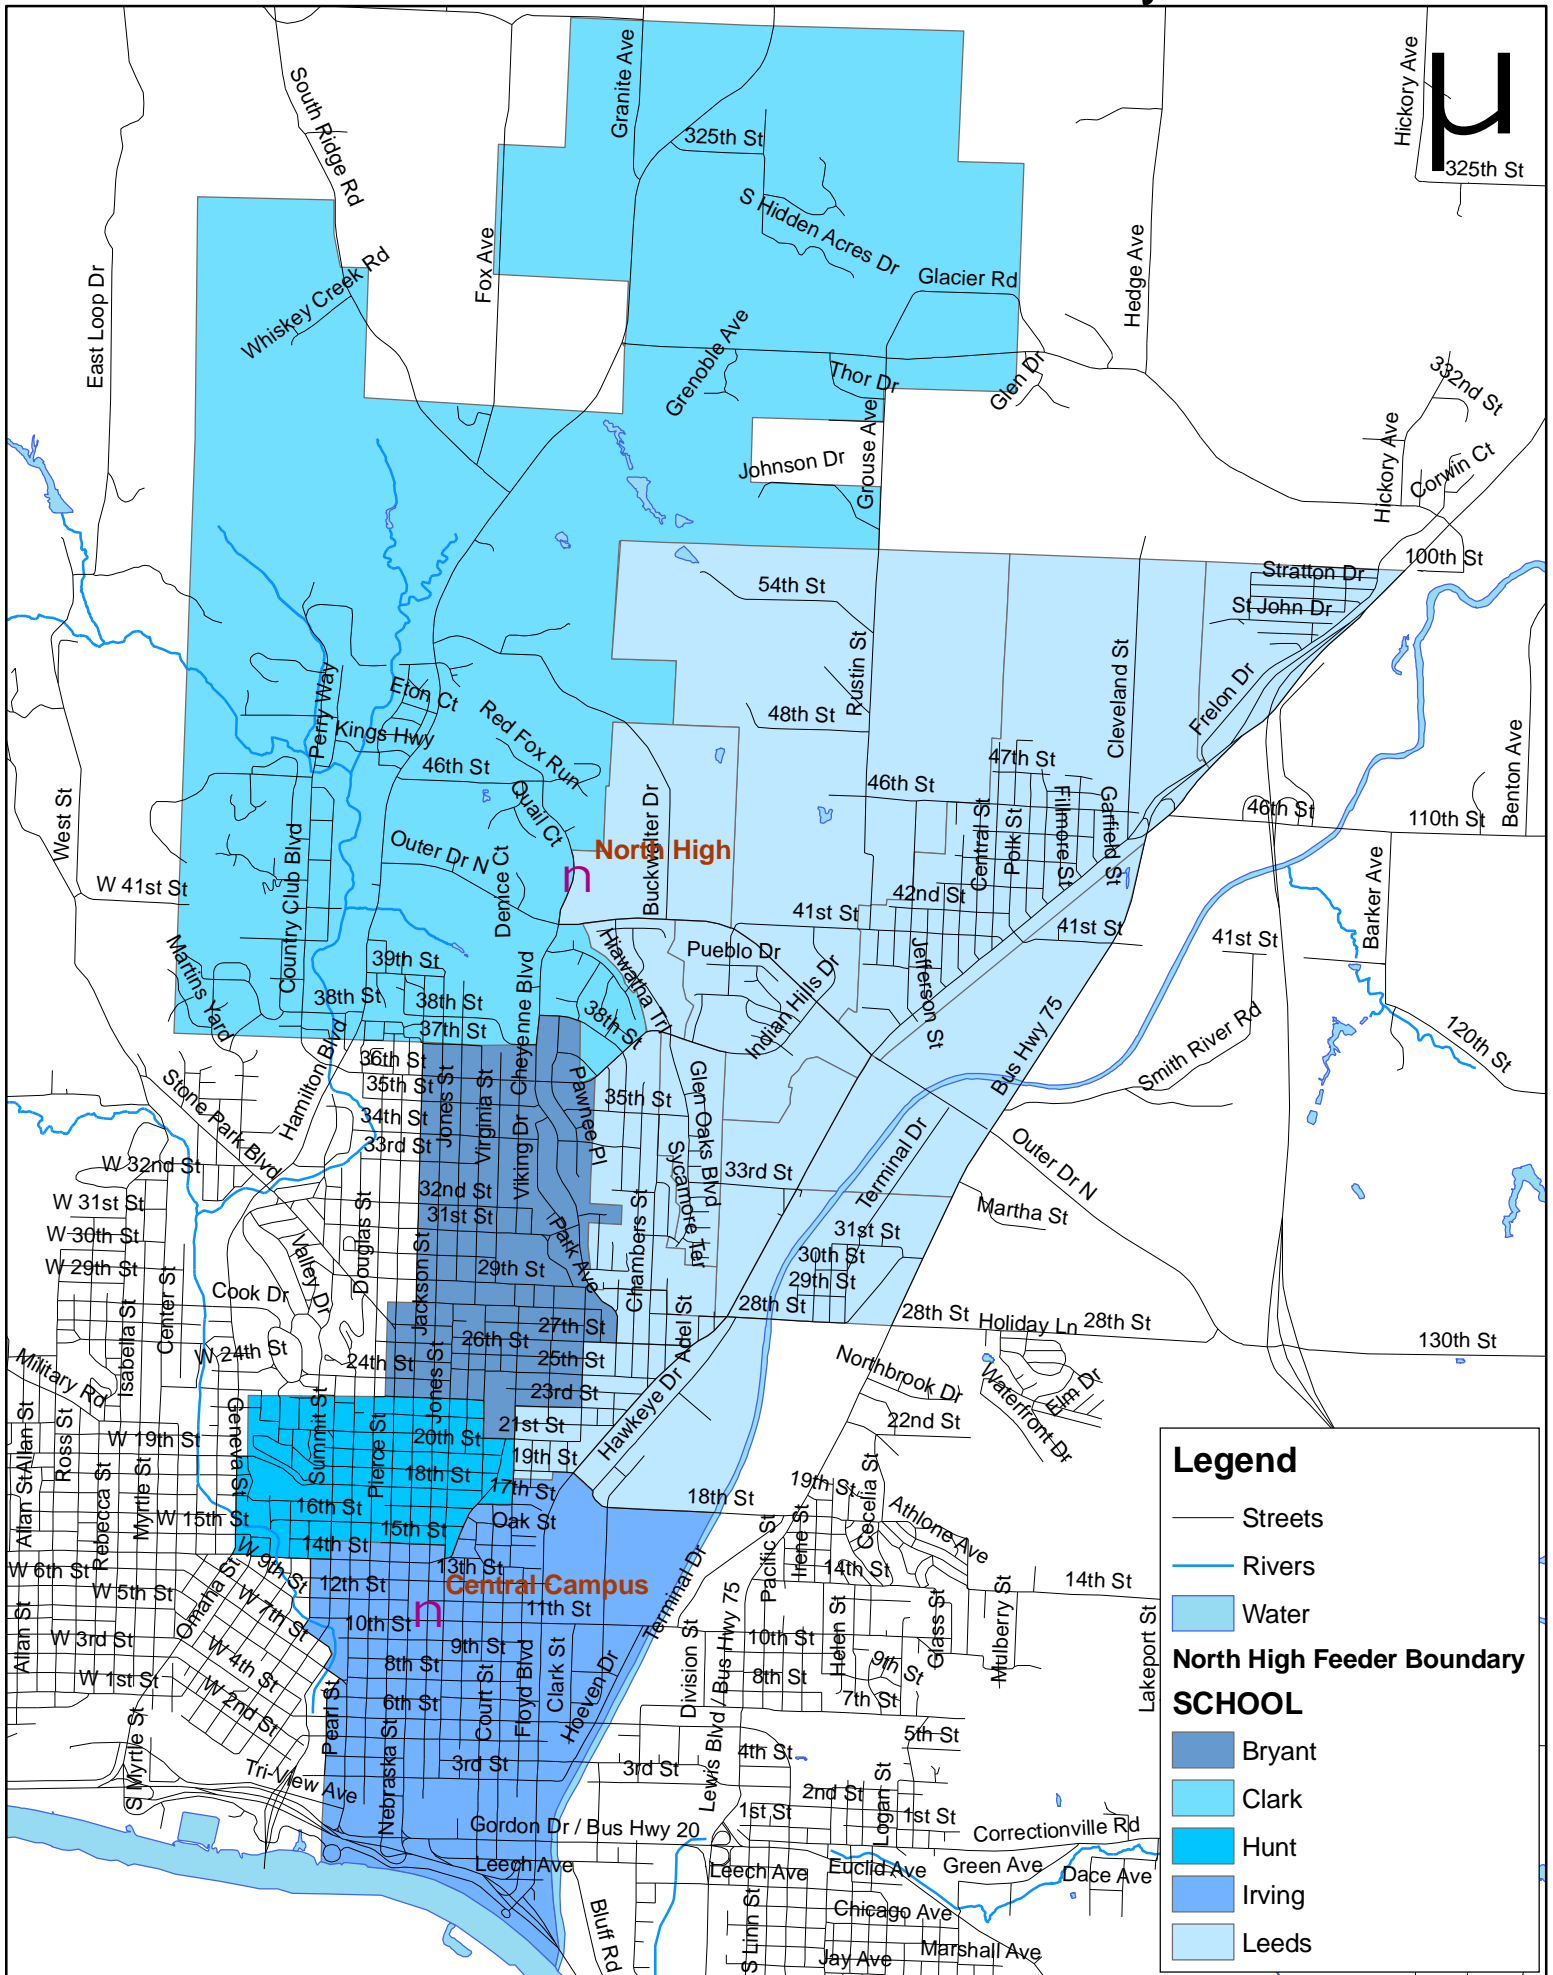 South Ridge Rd
Granite Ave
Hickory Ave
µ
325th St
325th St
S Hidden Acres Dr
Fox Ave
Hedge Ave
East Loop Dr
Whiskey Creek Rd
Glacier Rd
Grenoble Ave
Thor Dr
Glen Dr
332nd St
Grouse Ave
Johnson Dr
Hickory Ave
Corwin Ct
100th St
Stratton Dr
54th St
St John Dr
Rustin St
Cleveland St
Perry Way
Elon Ct
Frelon Dr
48th St
Red Fox Run
Kings Hwy
47th St
Benton Ave
46th St
46th St
Quail Ct
Buckwalter Dr
Central St
Polk St
Fillmore St
Garfield St
46th St
110th St
West St
Country Club Blvd
Outer Dr N
North High
n
Denice Ct
W 41st St
42nd St
Barker Ave
41st St
41st St
41st St
Martins Yard
39th St
Hiawatha Trl
Pueblo Dr
Jefferson St
Cheyenne Blvd
Indian Hills Dr
38th St
38th St
38th St
37th St
Bus Hwy 75
Smith River Rd
120th St
Hamilton Blvd
36th St
35th St
Jones St
Virginia St
Pawnee Pl
35th St
Glen Oaks Blvd
Stone Park Blvd
34th St
33rd St
Viking Dr
Terminal Dr
Outer Dr N
W 32nd St
Sycamore Ter
33rd St
32nd St
W 31st St
Douglas St
31st St
Chambers St
Martha St
W 30th St
Valley Dr
Park Ave
31st St
30th St
W 29th St
Jackson St
29th St
29th St
Cook Dr
Isabella St
Center St
28th St
28th St
Holiday Ln
28th St
Adel St
27th St
26th St
130th St
W 24th St
24th St
25th St
Military Rd
Jones St
23rd St
Hawkeye Dr
Northbrook Dr
Waterfront Dr
Elm Dr
Allan St
Ross St
Geneva St
Summit St
Pierce St
21st St
22nd St
W 19th St
20th St
19th St
18th St
Allan St
Rebecca St
Myrtle St
17th St
19th St
Cecelia St
16th St
18th St
W 15th St
15th St
Oak St
Athlone Ave
14th St
Pacific St
Irene St
W 9th St
13th St
14th St
14th St
W 6th St
W 5th St
Omaha St
12th St
Central Campus
n
W 7th St
11th St
Terminal Dr
10th St
Allan St
W 3rd St
9th St
10th St
Helen St
Glass St
Mulberry St
Lakeport St
W 4th St
8th St
8th St
9th St
W 1st St
W 2nd St
Pearl St
6th St
Court St
Floyd Blvd
Clark St
Hoeven Dr
Division St
Lewis Blvd / Bus Hwy 75
7th St
5th St
S Myrtle St
Tri-View Ave
Nebraska St
3rd St
3rd St
4th St
2nd St
Logan St
1st St
1st St
Gordon Dr / Bus Hwy 20
Correctionville Rd
Leech Ave
Leech Ave
Euclid Ave
Green Ave
Dace Ave
Bluff Rd
S Linn St
Chicago Ave
Jay Ave
Marshall Ave
Legend
Streets
Rivers
Water
North High Feeder Boundary
SCHOOL
Bryant
Clark
Hunt
Irving
Leeds